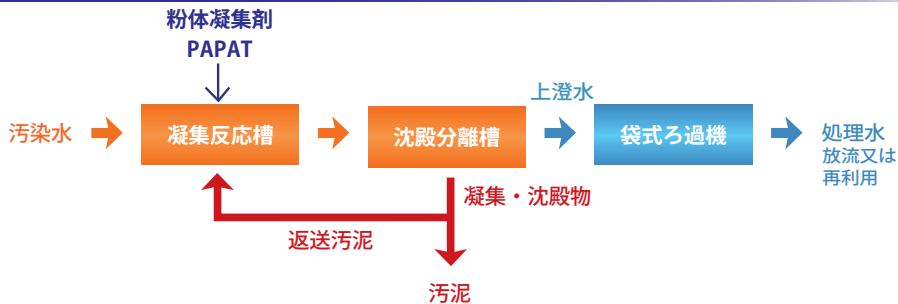 粉体凝集剤
PAPAT
汚染水
凝集反応槽
沈殿分離槽
上澄水
袋式ろ過機
処理水
放流又は
再利用
凝集・沈殿物
返送汚泥
汚泥